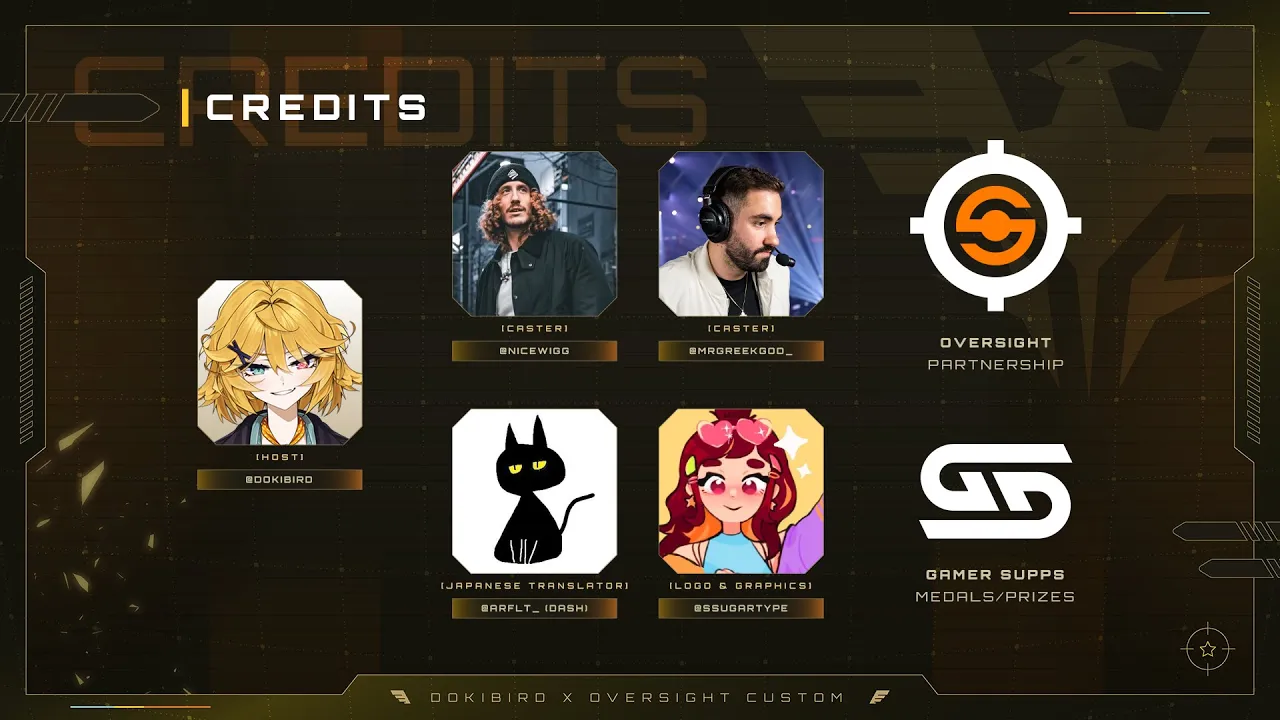 CREDITS
CREDITS
[CASTER]
@NICEWIGG
[CASTER]
@MRGREEKGOD_
OVERSIGHT
PARTNERSHIP
[HOST]
@DOKIBIRD
[JAPANESE TRANSLATOR]
@ARFLT_ (DASH)
[LOGO & GRAPHICS]
@SSUGARTYPE
GAMER SUPPS
MEDALS/PRIZES
DOKIBIRD X OVERSIGHT CUSTOM